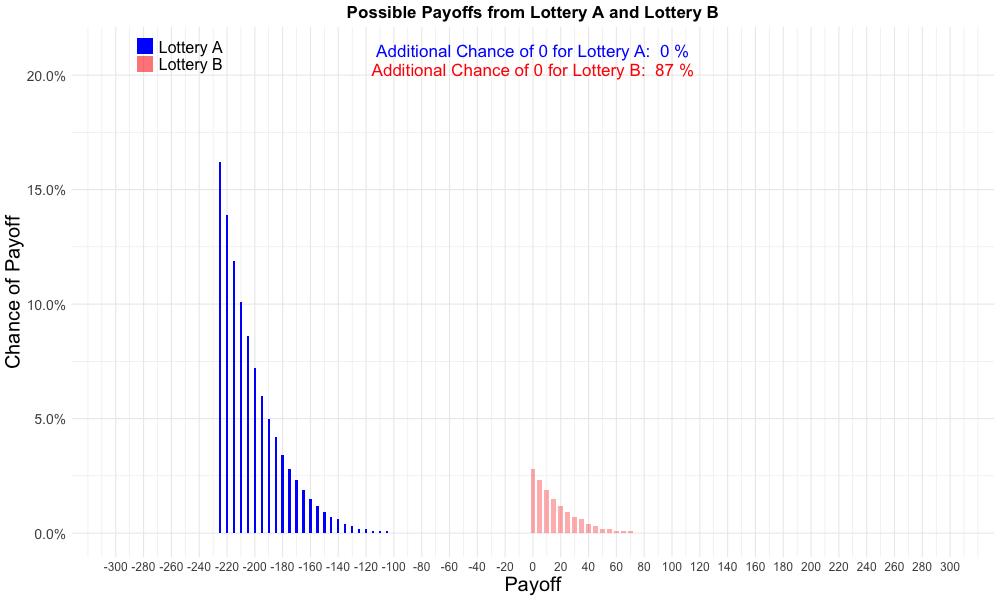 Possible Payoffs from Lottery A and Lottery B
Lottery A
Lottery B
Additional Chance of 0 for Lottery A:  0 %
Additional Chance of 0 for Lottery B:  87 %
Chance of Payoff
20.0%
15.0%
10.0%
5.0%
0.0%
-300 -280 -260 -240 -220 -200 -180 -160 -140 -120 -100 -80 -60 -40 -20 0 20 40 60 80 100 120 140 160 180 200 220 240 260 280 300
Payoff